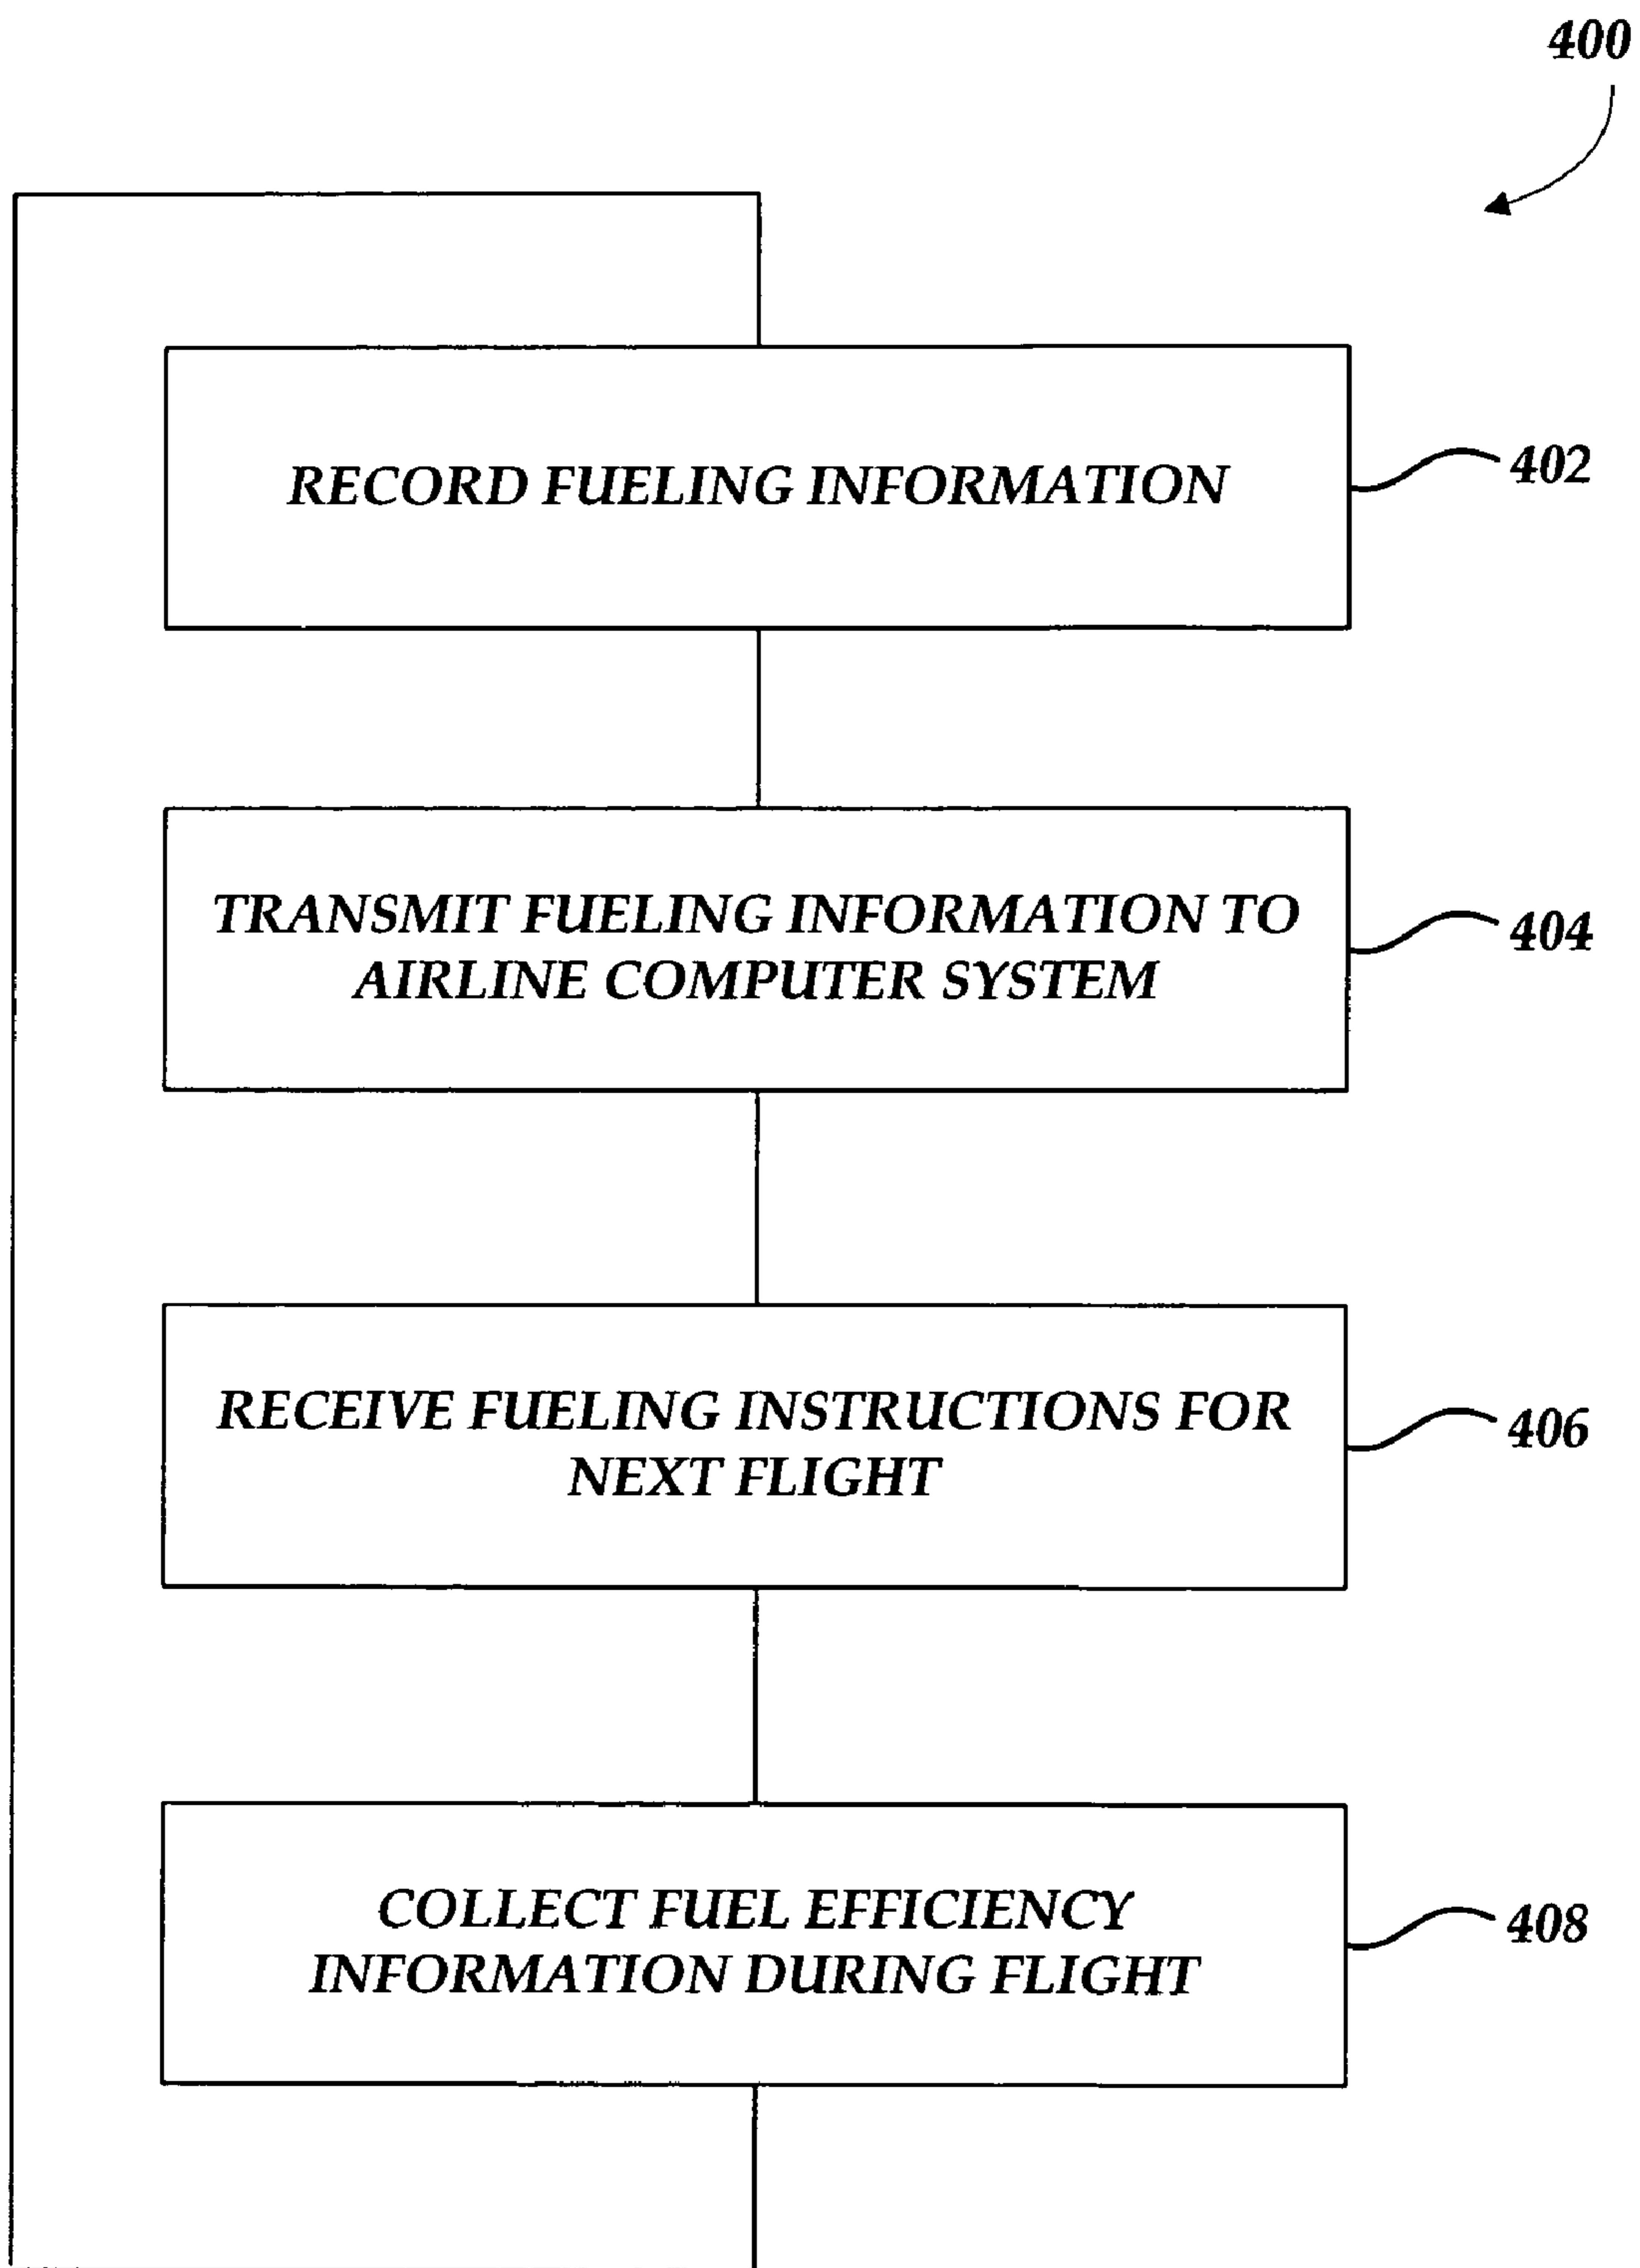 400
RECORD FUELING INFORMATION
402
TRANSMIT FUELING INFORMATION TO
AIRLINE COMPUTER SYSTEM
404
RECEIVE FUELING INSTRUCTIONS FOR
NEXT FLIGHT
406
COLLECT FUEL EFFICIENCY
INFORMATION DURING FLIGHT
408